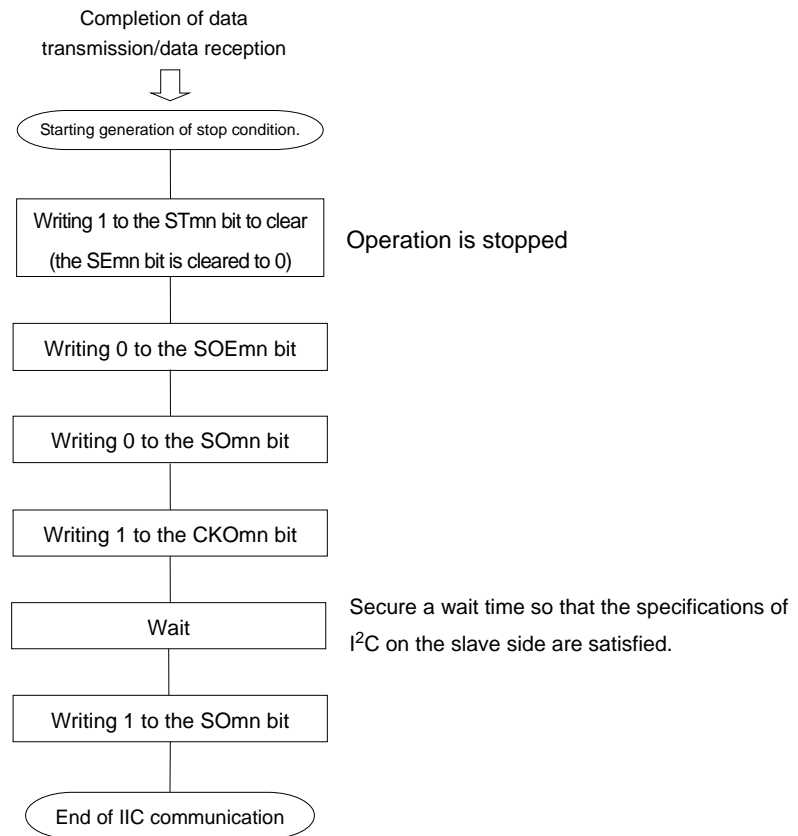 Completion of data
transmission/data reception
Starting generation of stop condition.
Writing 1 to the STmn bit to clear
(the SEmn bit is cleared to 0)
Operation is stopped
Writing 0 to the SOEmn bit
Writing 0 to the SOmn bit
Writing 1 to the CKOmn bit
Wait
Secure a wait time so that the specifications of
I²C on the slave side are satisfied.
Writing 1 to the SOmn bit
End of IIC communication